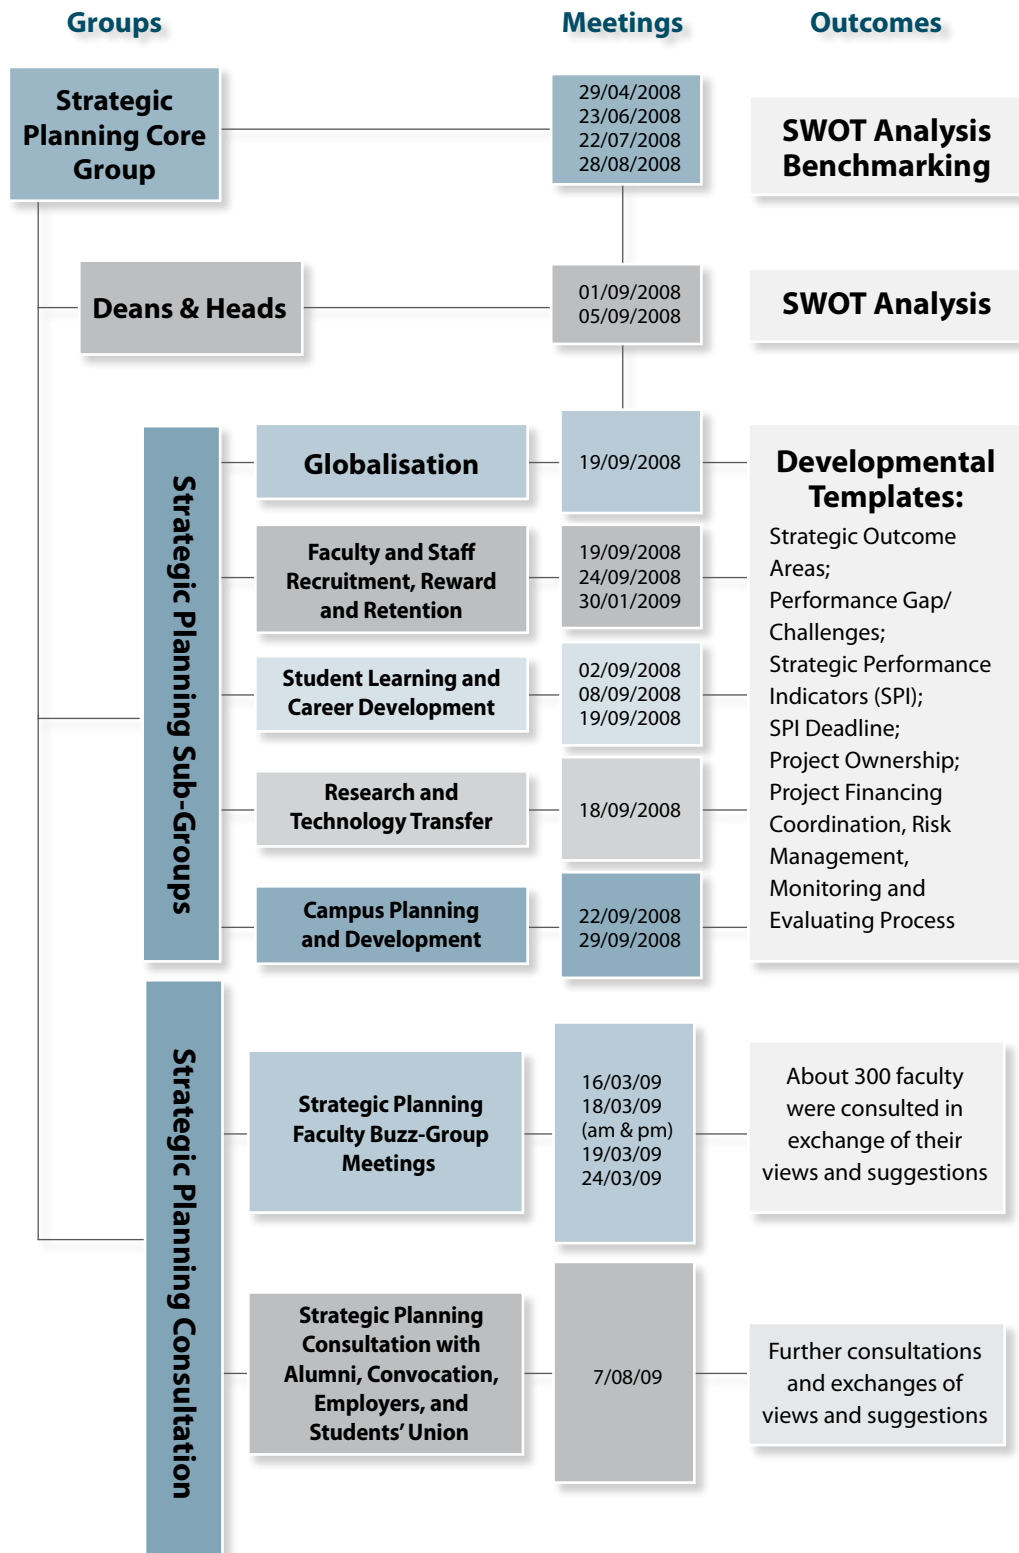 Groups
Meetings
Outcomes
Strategic
Planning Core
Group
29/04/2008
23/06/2008
22/07/2008
28/08/2008
SWOT Analysis
Benchmarking
Deans & Heads
01/09/2008
05/09/2008
SWOT Analysis
Strategic Planning Sub-Groups
Globalisation
19/09/2008
Faculty and Staff
Recruitment, Reward
and Retention
19/09/2008
24/09/2008
30/01/2009
Student Learning and
Career Development
02/09/2008
08/09/2008
19/09/2008
Research and
Technology Transfer
18/09/2008
Campus Planning
and Development
22/09/2008
29/09/2008
Developmental
Templates:
Strategic Outcome
Areas;
Performance Gap/
Challenges;
Strategic Performance
Indicators (SPI);
SPI Deadline;
Project Ownership;
Project Financing
Coordination, Risk
Management,
Monitoring and
Evaluating Process
Strategic Planning Consultation
Strategic Planning
Faculty Buzz-Group
Meetings
16/03/09
18/03/09
(am & pm)
19/03/09
24/03/09
About 300 faculty
were consulted in
exchange of their
views and suggestions
Strategic Planning
Consultation with
Alumni, Convocation,
Employers, and
Students’ Union
7/08/09
Further consultations
and exchanges of
views and suggestions